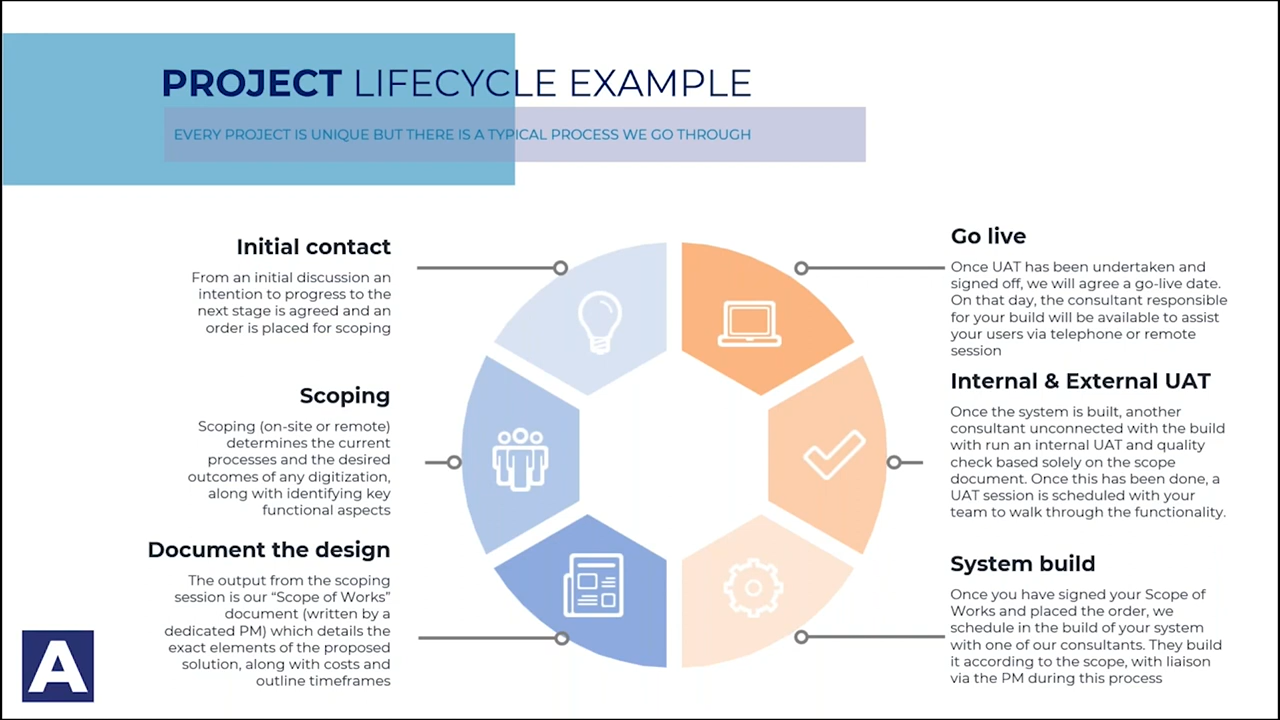 PROJECT LIFECYCLE EXAMPLE
EVERY PROJECT IS UNIQUE BUT THERE IS A TYPICAL PROCESS WE GO THROUGH
Initial contact
From an initial discussion an
intention to progress to the
next stage is agreed and an
order is placed for scoping
Scoping
Scoping (on-site or remote)
determines the current
processes and the desired
outcomes of any digitization,
along with identifying key
functional aspects
Document the design
The output from the scoping
session is our “Scope of Works”
document (written by a
dedicated PM) which details the
exact elements of the proposed
solution, along with costs and
outline timeframes
Go live
Once UAT has been undertaken and
signed off, we will agree a go-live date.
On that day, the consultant responsible
for your build will be available to assist
your users via telephone or remote
session
Internal & External UAT
Once the system is built, another
consultant unconnected with the build
with run an internal UAT and quality
check based solely on the scope
document. Once this has been done, a
UAT session is scheduled with your
team to walk through the functionality.
System build
Once you have signed your Scope of
Works and placed the order, we
schedule in the build of your system
with one of our consultants. They build
it according to the scope, with liaison
via the PM during this process
A